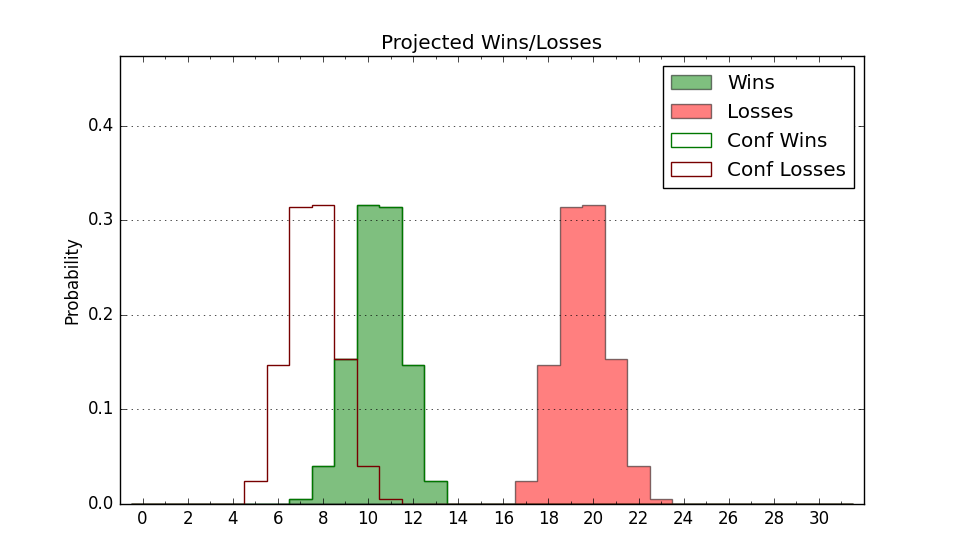 Projected Wins/Losses
Wins
Losses
Conf Wins
Conf Losses
Probability
0.4
0.3
0.2
0.1
0.0
0 2 4 6 8 10 12 14 16 18 20 22 24 26 28 30